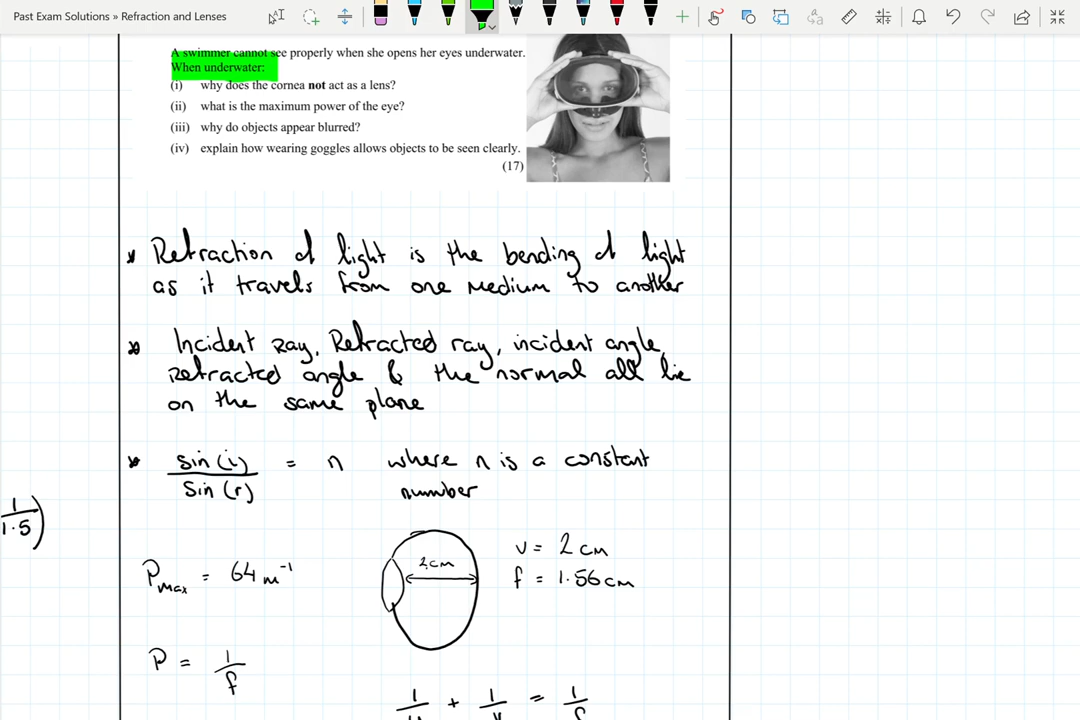 Past Exam Solutions » Refraction and Lenses
A swimmer cannot see properly when she opens her eyes underwater.
When underwater:
(i) why does the cornea not act as a lens?
(ii) what is the maximum power of the eye?
(iii) why do objects appear blurred?
(iv) explain how wearing goggles allows objects to be seen clearly.
(17)
* Refraction of light is the bending of light
as it travels from one medium to another
* Incident Ray, Refracted ray, incident angle,
refracted angle & the normal all lie
on the same plane
* Sin (i) / Sin (r) = n where n is a constant
number
1/1.5)
Pmax = 64 m⁻¹
2cm
v = 2 cm
f = 1.56 cm
P = 1/f
1/u + 1/v = 1/f